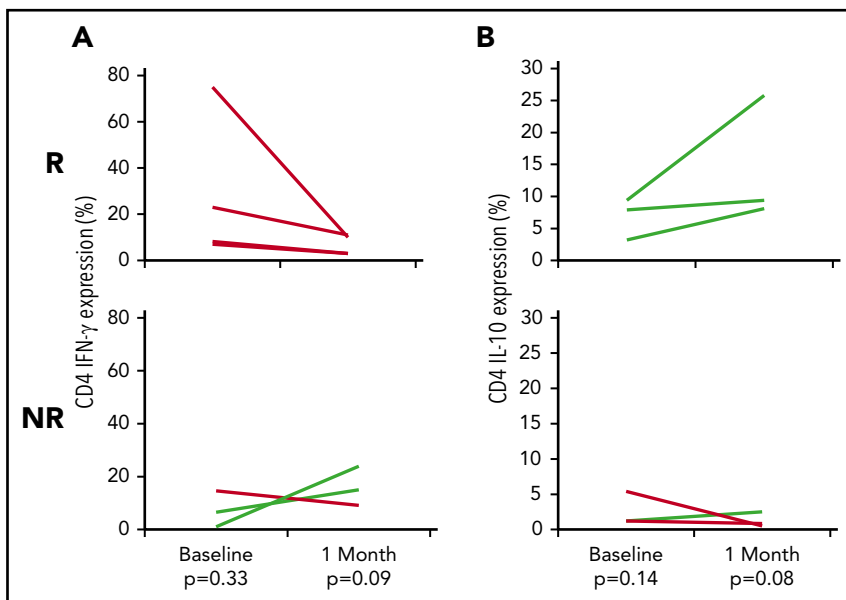 A
B
R
NR
CD4 IFN-γ expression (%)
80
60
40
20
0
80
60
40
20
0
Baseline
1 Month
p=0.33
p=0.09
CD4 IL-10 expression (%)
30
25
20
15
10
5
0
30
25
20
15
10
5
0
Baseline
1 Month
p=0.14
p=0.08